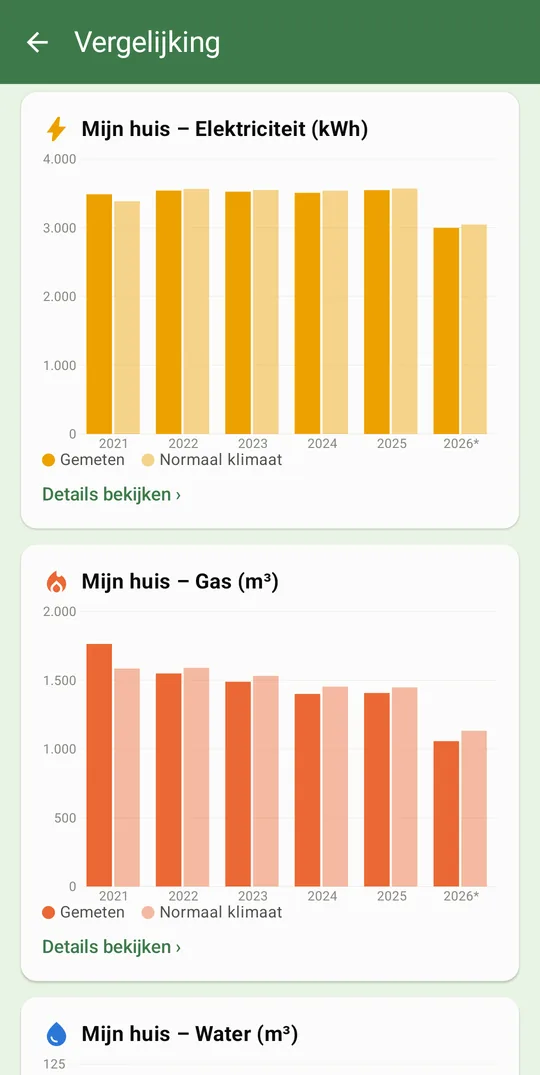 Vergelijking
Mijn huis – Elektriciteit (kWh)
4.000
3.000
2.000
1.000
0
2021 2022 2023 2024 2025 2026*
Gemeten Normaal klimaat
Details bekijken ›
Mijn huis – Gas (m³)
2.000
1.500
1.000
500
0
2021 2022 2023 2024 2025 2026*
Gemeten Normaal klimaat
Details bekijken ›
Mijn huis – Water (m³)
125